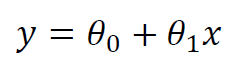 y = θ₀ + θ₁x